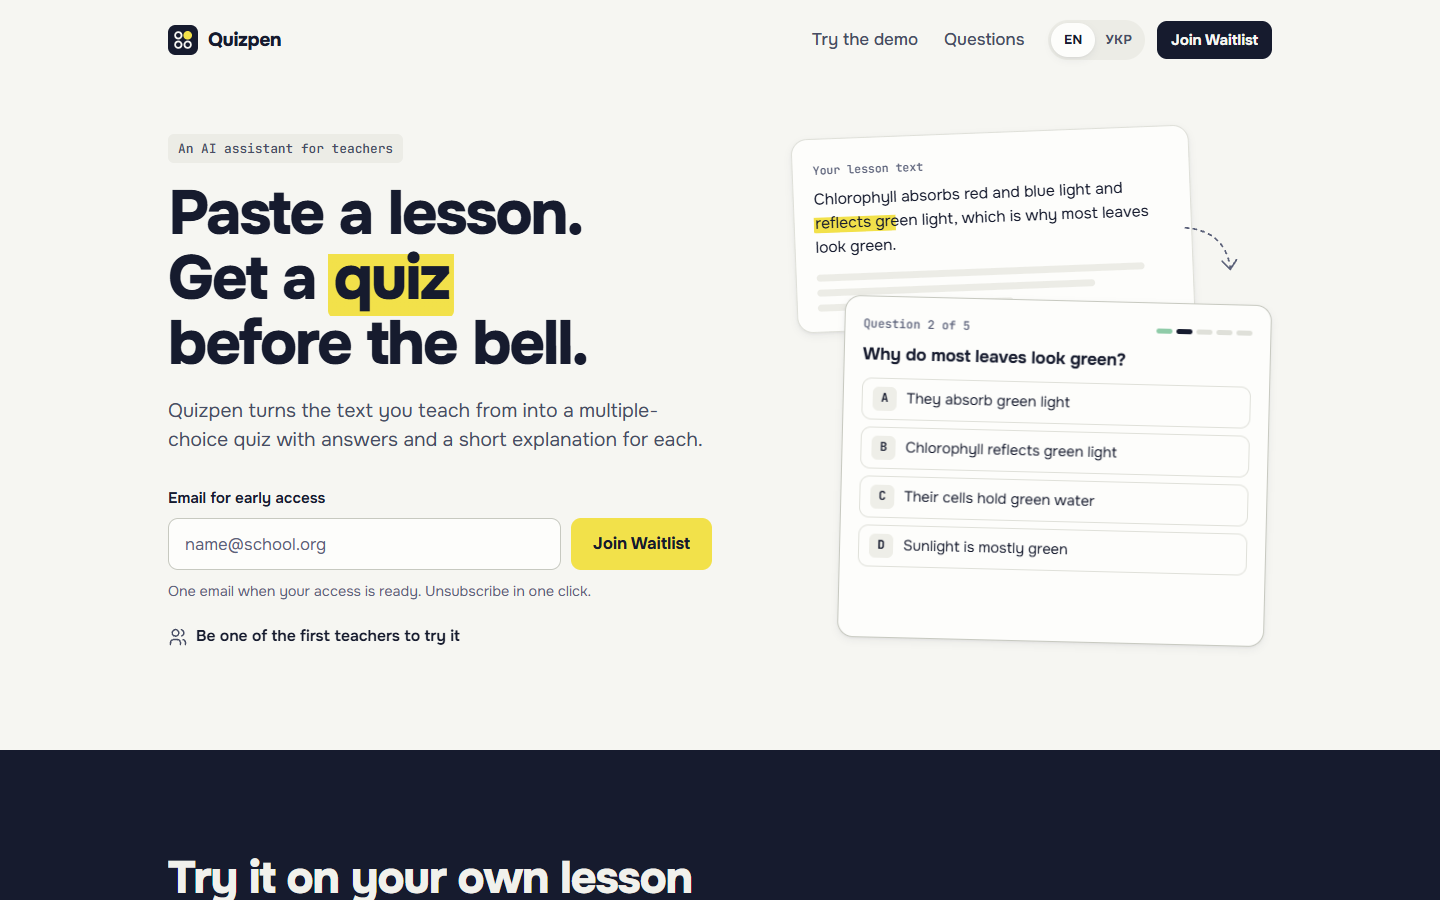 Quizpen
Try the demo
Questions
EN
УКР
Join Waitlist
An AI assistant for teachers
Paste a lesson.
Get a quiz
before the bell.
Quizpen turns the text you teach from into a multiple-
choice quiz with answers and a short explanation for each.
Email for early access
name@school.org
Join Waitlist
One email when your access is ready. Unsubscribe in one click.
Be one of the first teachers to try it
Your lesson text
Chlorophyll absorbs red and blue light and
reflects green light, which is why most leaves
look green.
Question 2 of 5
Why do most leaves look green?
A They absorb green light
B Chlorophyll reflects green light
C Their cells hold green water
D Sunlight is mostly green
Try it on your own lesson